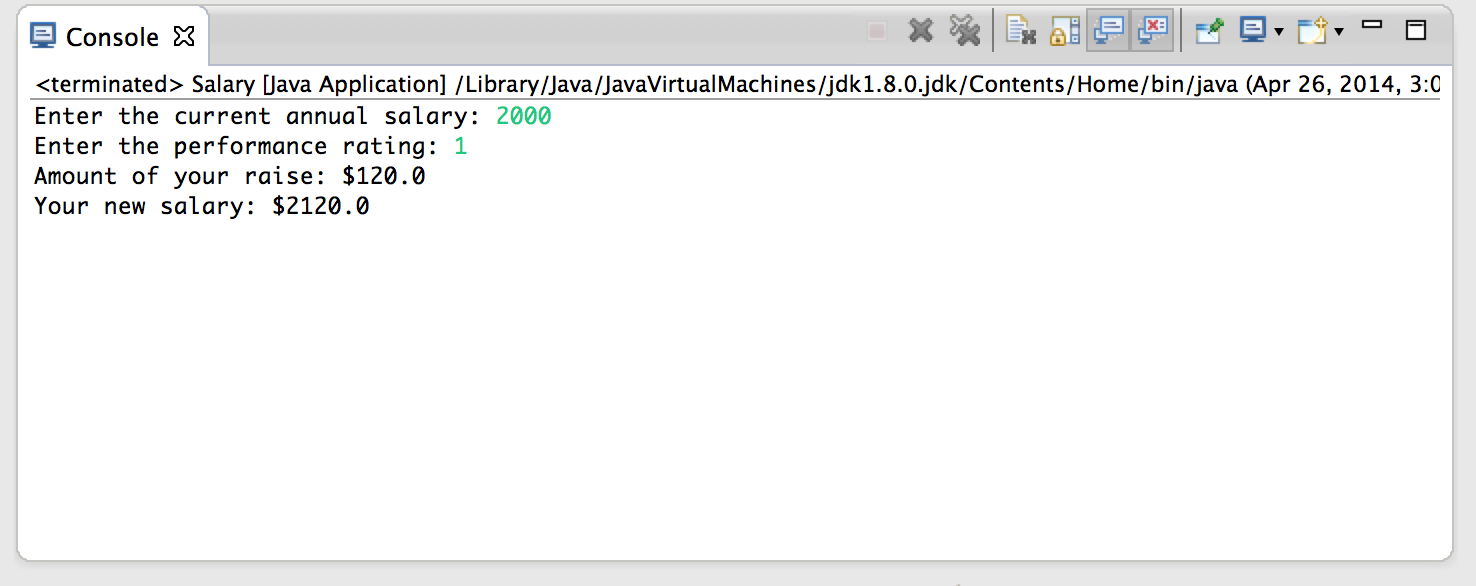 Console
<terminated> Salary [Java Application] /Library/Java/JavaVirtualMachines/jdk1.8.0.jdk/Contents/Home/bin/java (Apr 26, 2014, 3:0
Enter the current annual salary: 2000
Enter the performance rating: 1
Amount of your raise: $120.0
Your new salary: $2120.0